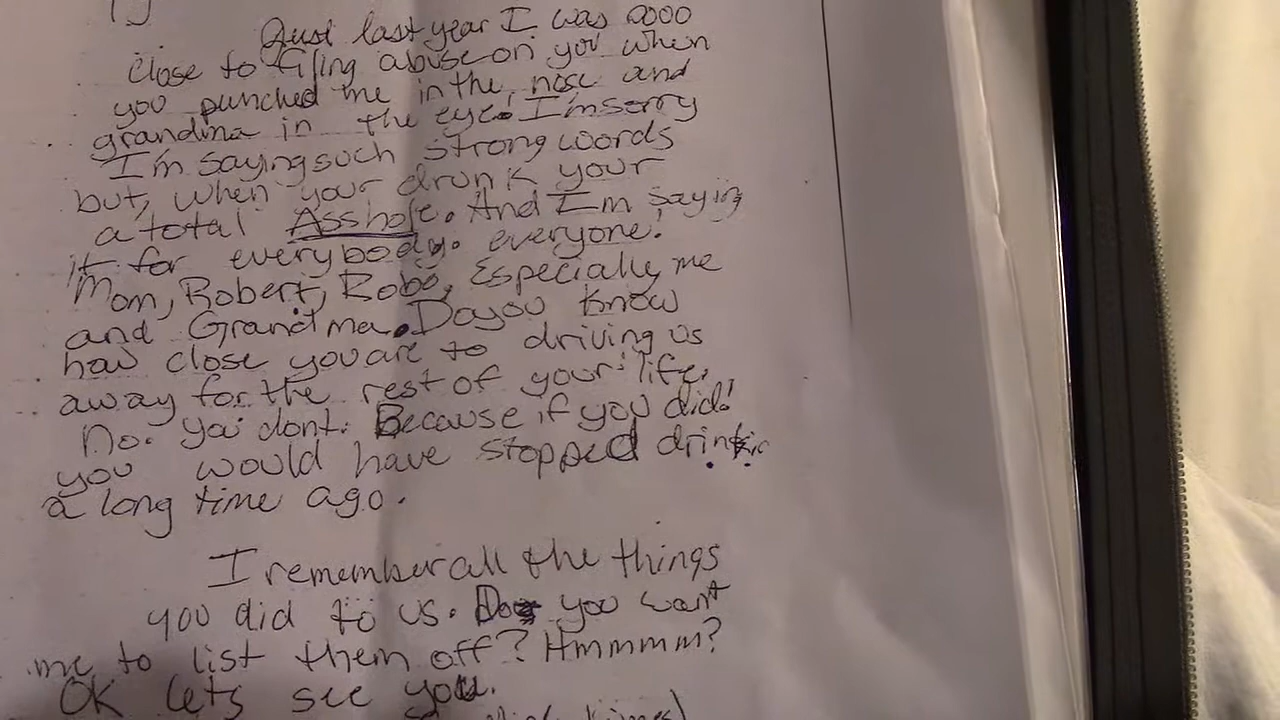 Just last year I was oooo
close to filing abuse on you when
you punched me in the nose and
grandma in the eye. I'm sorry
I'm saying such strong words
but, when your drunk your
a total Asshole. And I'm saying
it for everybody. everyone!
Mom, Robert, Robo, Especially me
and Grandma. Do you know
how close you are to driving us
away for the rest of your life,
no. ya dont. Because if you did!
you would have stopped
a long time ago.
I remember all the things
you did to us. Do you want
me to list them off? Hmmmm?
OK lets see you.